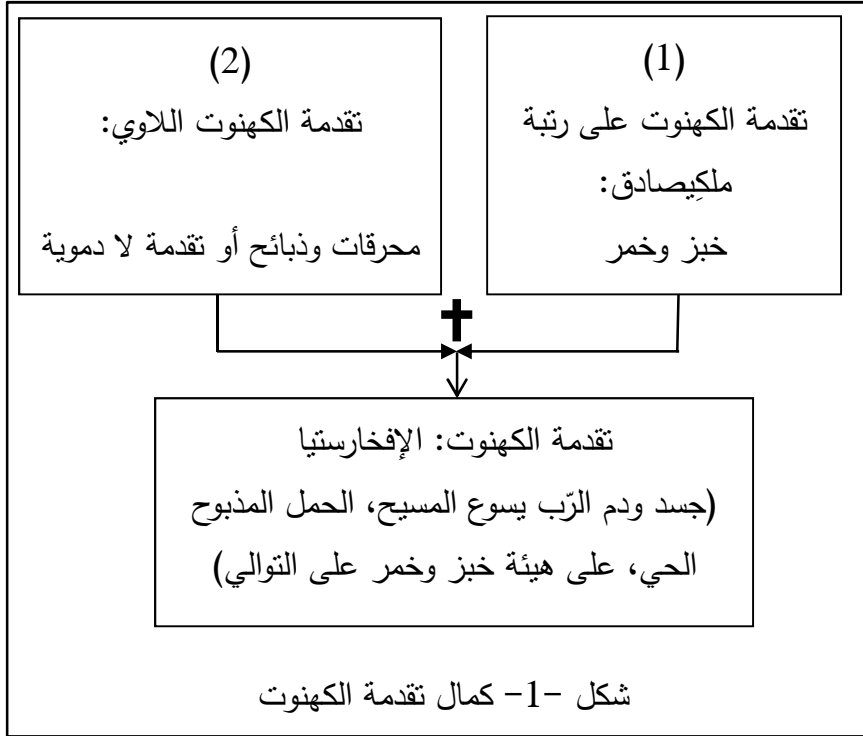 (1)
تقدمة الكهنوت على رتبة
ملكِيصادق:
خبز وخمر
(2)
تقدمة الكهنوت اللاوي:
محرقات وذبائح أو تقدمة لا دموية
تقدمة الكهنوت: الإفخارستيا
(جسد ودم الرّب يسوع المسيح، الحمل المذبوح
الحي، على هيئة خبز وخمر على التوالي)
شكل -1- كمال تقدمة الكهنوت